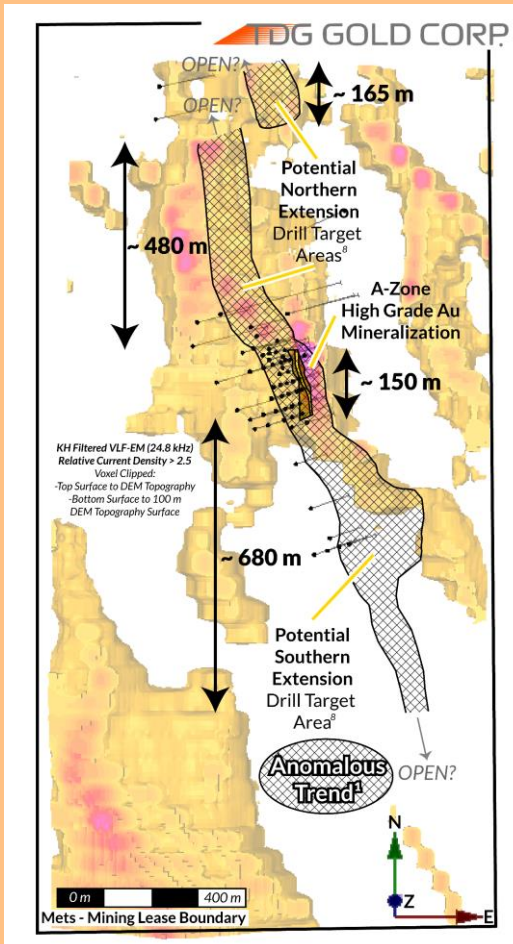 TDG GOLD CORP.
OPEN?
OPEN?
~ 165 m
Potential
Northern
Extension
Drill Target
Areas⁸
~ 480 m
A-Zone
High Grade Au
Mineralization
~ 150 m
KH Filtered VLF-EM (24.8 kHz)
Relative Current Density > 2.5
Voxel Clipped:
-Top Surface to DEM Topography
-Bottom Surface to 100 m
DEM Topography Surface
~ 680 m
Potential
Southern
Extension
Drill Target
Area⁸
Anomalous
Trend¹
OPEN?
N
Z
E
0 m 400 m
Mets - Mining Lease Boundary